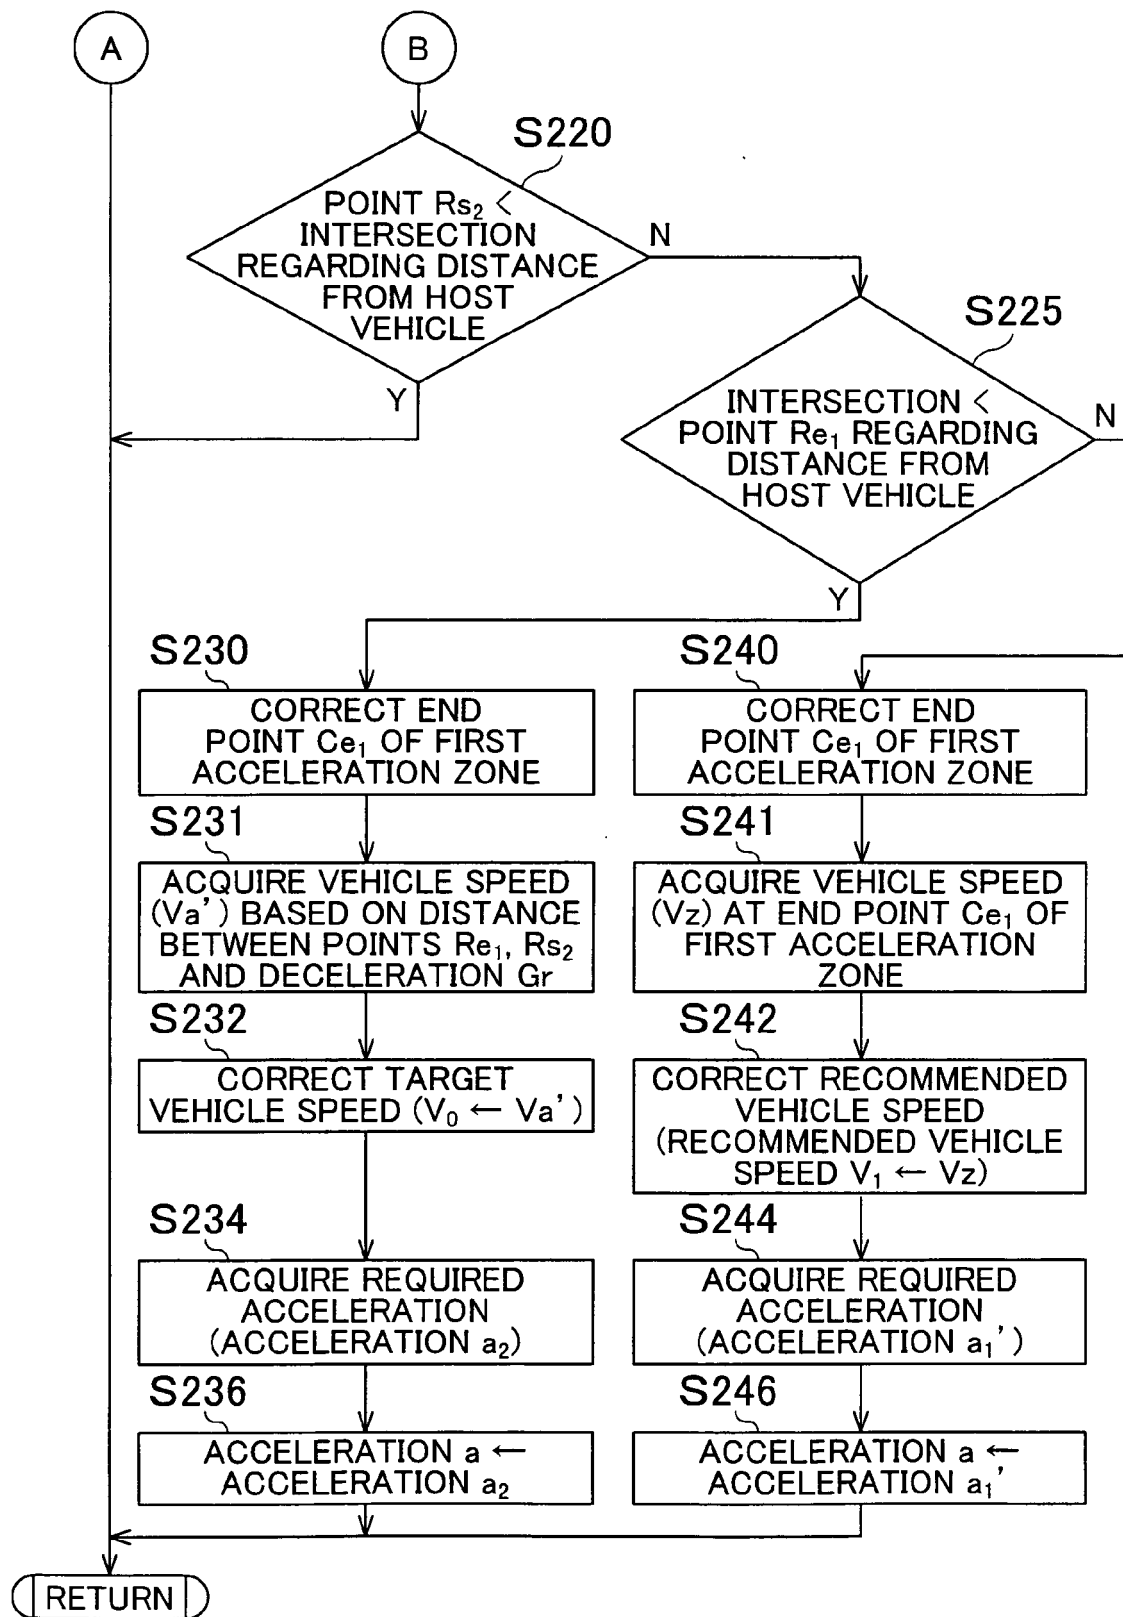 A
B
S220
POINT Rs₂ <
INTERSECTION
REGARDING DISTANCE
FROM HOST
VEHICLE
N
Y
S225
INTERSECTION <
POINT Re₁ REGARDING
DISTANCE FROM
HOST VEHICLE
N
Y
S230
CORRECT END
POINT Ce₁ OF FIRST
ACCELERATION ZONE
S231
ACQUIRE VEHICLE SPEED
(Va') BASED ON DISTANCE
BETWEEN POINTS Re₁, Rs₂
AND DECELERATION Gr
S232
CORRECT TARGET
VEHICLE SPEED (V₀ ← Va')
S234
ACQUIRE REQUIRED
ACCELERATION
(ACCELERATION a₂)
S236
ACCELERATION a ←
ACCELERATION a₂
S240
CORRECT END
POINT Ce₁ OF FIRST
ACCELERATION ZONE
S241
ACQUIRE VEHICLE SPEED
(Vz) AT END POINT Ce₁ OF
FIRST ACCELERATION
ZONE
S242
CORRECT RECOMMENDED
VEHICLE SPEED
(RECOMMENDED VEHICLE
SPEED V₁ ← Vz)
S244
ACQUIRE REQUIRED
ACCELERATION
(ACCELERATION a₁')
S246
ACCELERATION a ←
ACCELERATION a₁'
RETURN